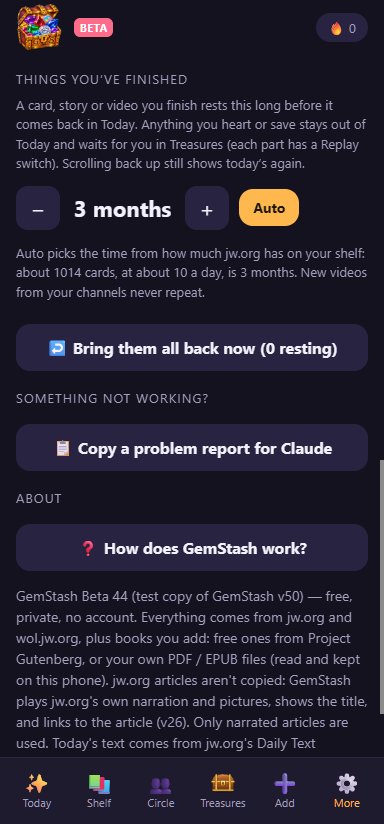 BETA
🔥 0
THINGS YOU'VE FINISHED
A card, story or video you finish rests this long before it
comes back in Today. Anything you heart or save stays out of
Today and waits for you in Treasures (each part has a Replay
switch). Scrolling back up still shows today's again.
– 3 months + Auto
Auto picks the time from how much jw.org has on your shelf:
about 1014 cards, at about 10 a day, is 3 months. New videos
from your channels never repeat.
↩️ Bring them all back now (0 resting)
SOMETHING NOT WORKING?
📋 Copy a problem report for Claude
ABOUT
❓ How does GemStash work?
GemStash Beta 44 (test copy of GemStash v50) — free,
private, no account. Everything comes from jw.org and
wol.jw.org, plus books you add: free ones from Project
Gutenberg, or your own PDF / EPUB files (read and kept
on this phone). jw.org articles aren't copied: GemStash
plays jw.org's own narration and pictures, shows the title,
and links to the article (v26). Only narrated articles are
used. Today's text comes from jw.org's Daily Text
Today Shelf Circle Treasures Add More